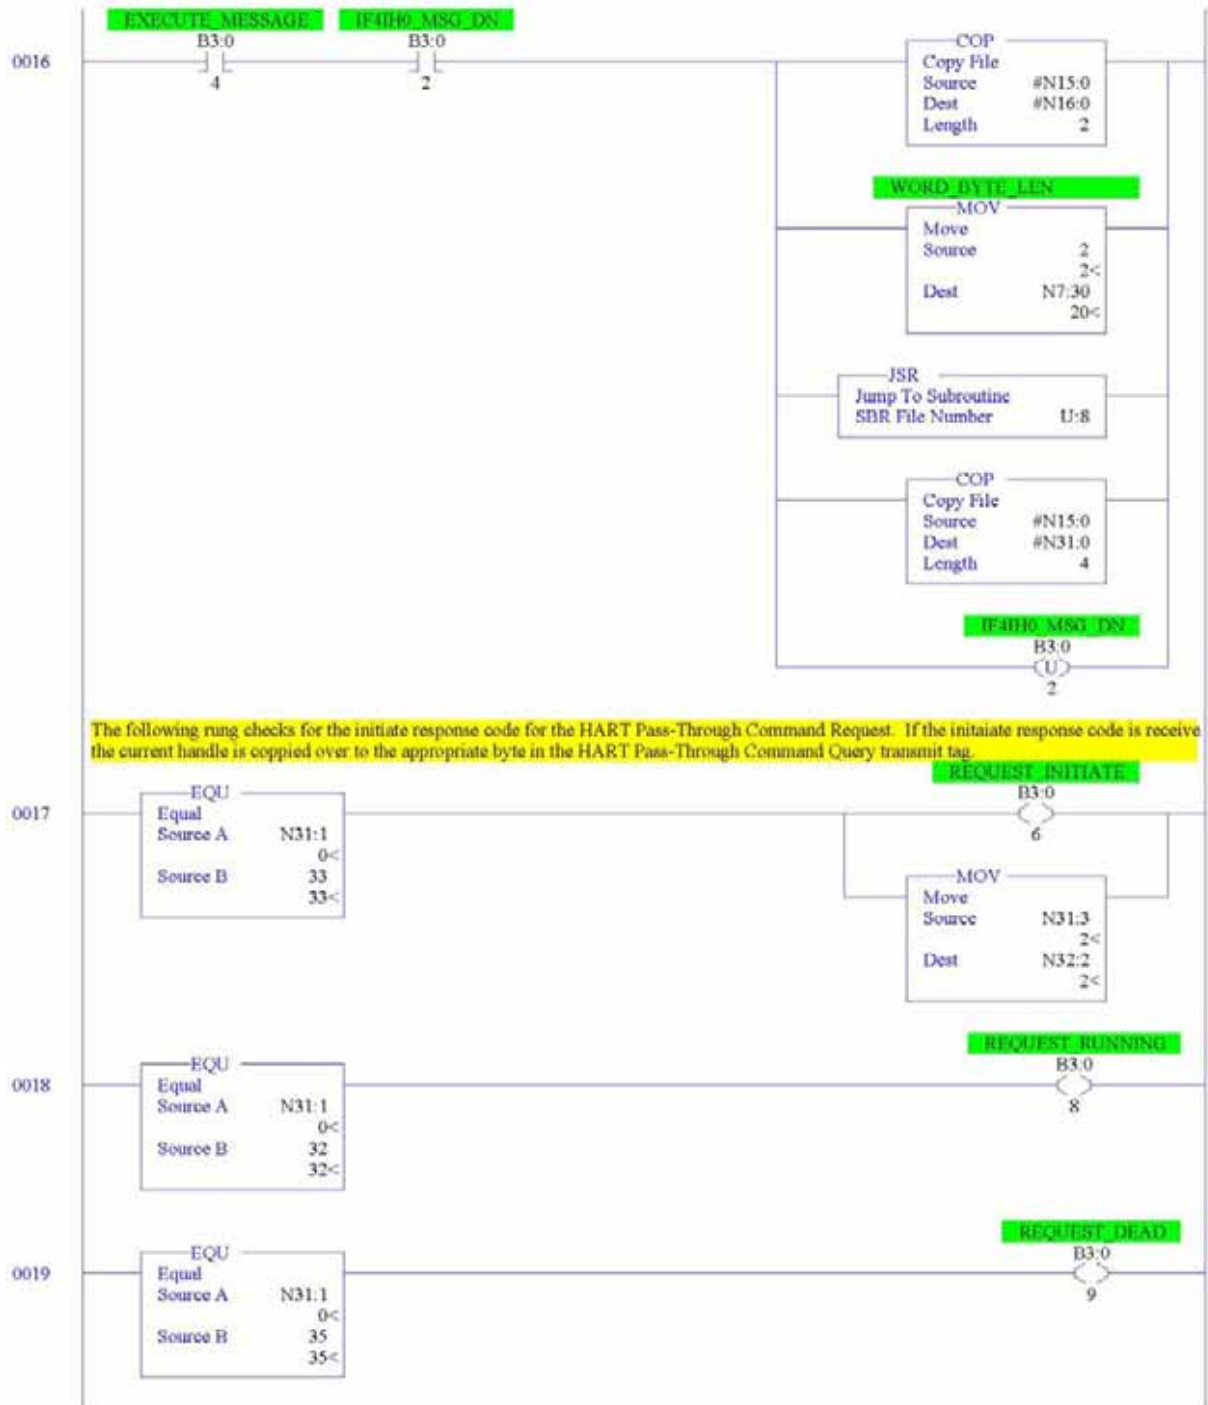 EXECUTE_MESSAGE IF4IH0_MSG_DN
B3:0 B3:0
0016
4 2
COP
Copy File
Source #N15:0
Dest #N16:0
Length 2
WORD_BYTE_LEN
MOV
Move
Source 2
2<
Dest N7:30
20<
JSR
Jump To Subroutine
SBR File Number U:8
COP
Copy File
Source #N15:0
Dest #N31:0
Length 4
IF4IH0_MSG_DN
B3:0
U
2
The following rung checks for the initiate response code for the HART Pass-Through Command Request. If the initaiate response code is receive
the current handle is coppied over to the appropriate byte in the HART Pass-Through Command Query transmit tag.
REQUEST_INITIATE
B3:0
6
0017
EQU
Equal
Source A N31:1
0<
Source B 33
33<
MOV
Move
Source N31:3
2<
Dest N32:2
2<
REQUEST_RUNNING
B3:0
8
0018
EQU
Equal
Source A N31:1
0<
Source B 32
32<
REQUEST_DEAD
B3:0
9
0019
EQU
Equal
Source A N31:1
0<
Source B 35
35<